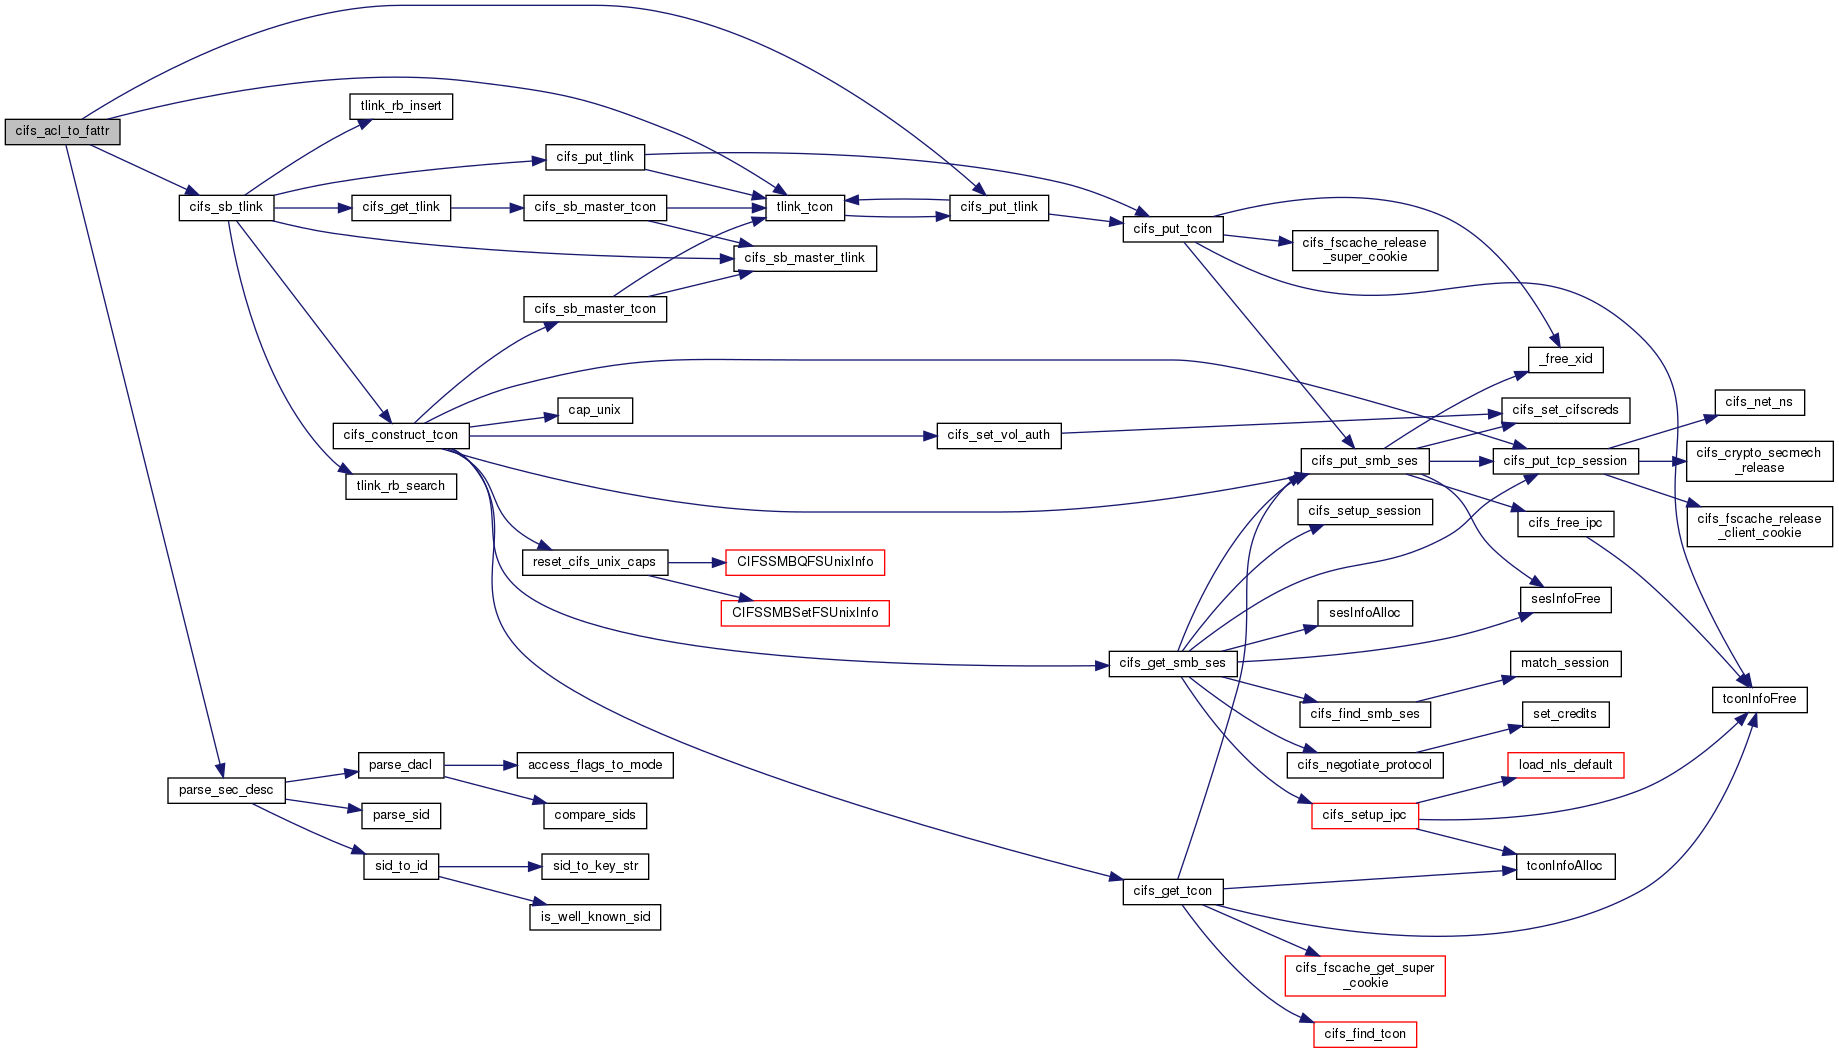 cifs_acl_to_fattr
tlink_rb_insert
cifs_put_tlink
cifs_sb_tlink
cifs_get_tlink
cifs_sb_master_tcon
tlink_tcon
cifs_put_tlink
cifs_put_tcon
cifs_fscache_release
_super_cookie
cifs_sb_master_tlink
cifs_sb_master_tcon
_free_xid
cap_unix
cifs_set_cifscreds
cifs_net_ns
cifs_construct_tcon
cifs_set_vol_auth
cifs_put_smb_ses
cifs_put_tcp_session
cifs_crypto_secmech
_release
tlink_rb_search
cifs_setup_session
cifs_free_ipc
cifs_fscache_release
_client_cookie
reset_cifs_unix_caps
CIFSSMBQFSUnixInfo
CIFSSMBSetFSUnixInfo
sesInfoAlloc
sesInfoFree
cifs_get_smb_ses
match_session
cifs_find_smb_ses
set_credits
tconInfoFree
parse_dacl
access_flags_to_mode
cifs_negotiate_protocol
load_nls_default
parse_sec_desc
parse_sid
compare_sids
cifs_setup_ipc
sid_to_id
sid_to_key_str
tconInfoAlloc
cifs_get_tcon
is_well_known_sid
cifs_fscache_get_super
_cookie
cifs_find_tcon